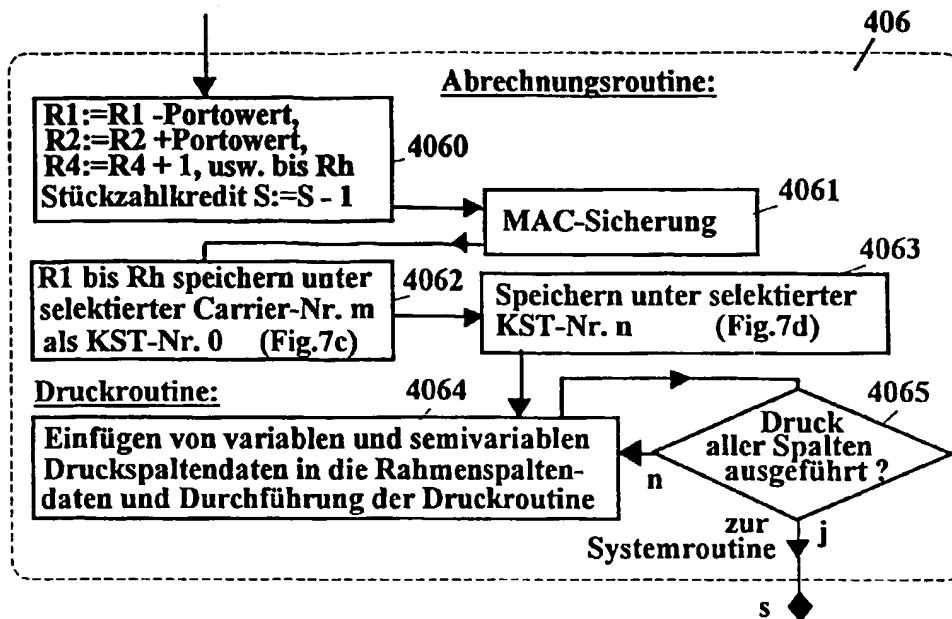 406
Abrechnungsroutine:
R1:=R1 -Portowert,
R2:=R2 +Portowert,
R4:=R4 + 1, usw. bis Rh
Stückzahlkredit S:=S - 1
4060
4061
MAC-Sicherung
R1 bis Rh speichern unter
selektierter Carrier-Nr. m
als KST-Nr. 0 (Fig.7c)
4062
4063
Speichern unter selektierter
KST-Nr. n (Fig.7d)
Druckroutine:
4064
Einfügen von variablen und semivariablen
Druckspaltendaten in die Rahmenspalten-
daten und Durchführung der Druckroutine
4065
Druck
aller Spalten
ausgeführt ?
n
zur
Systemroutine
j
s